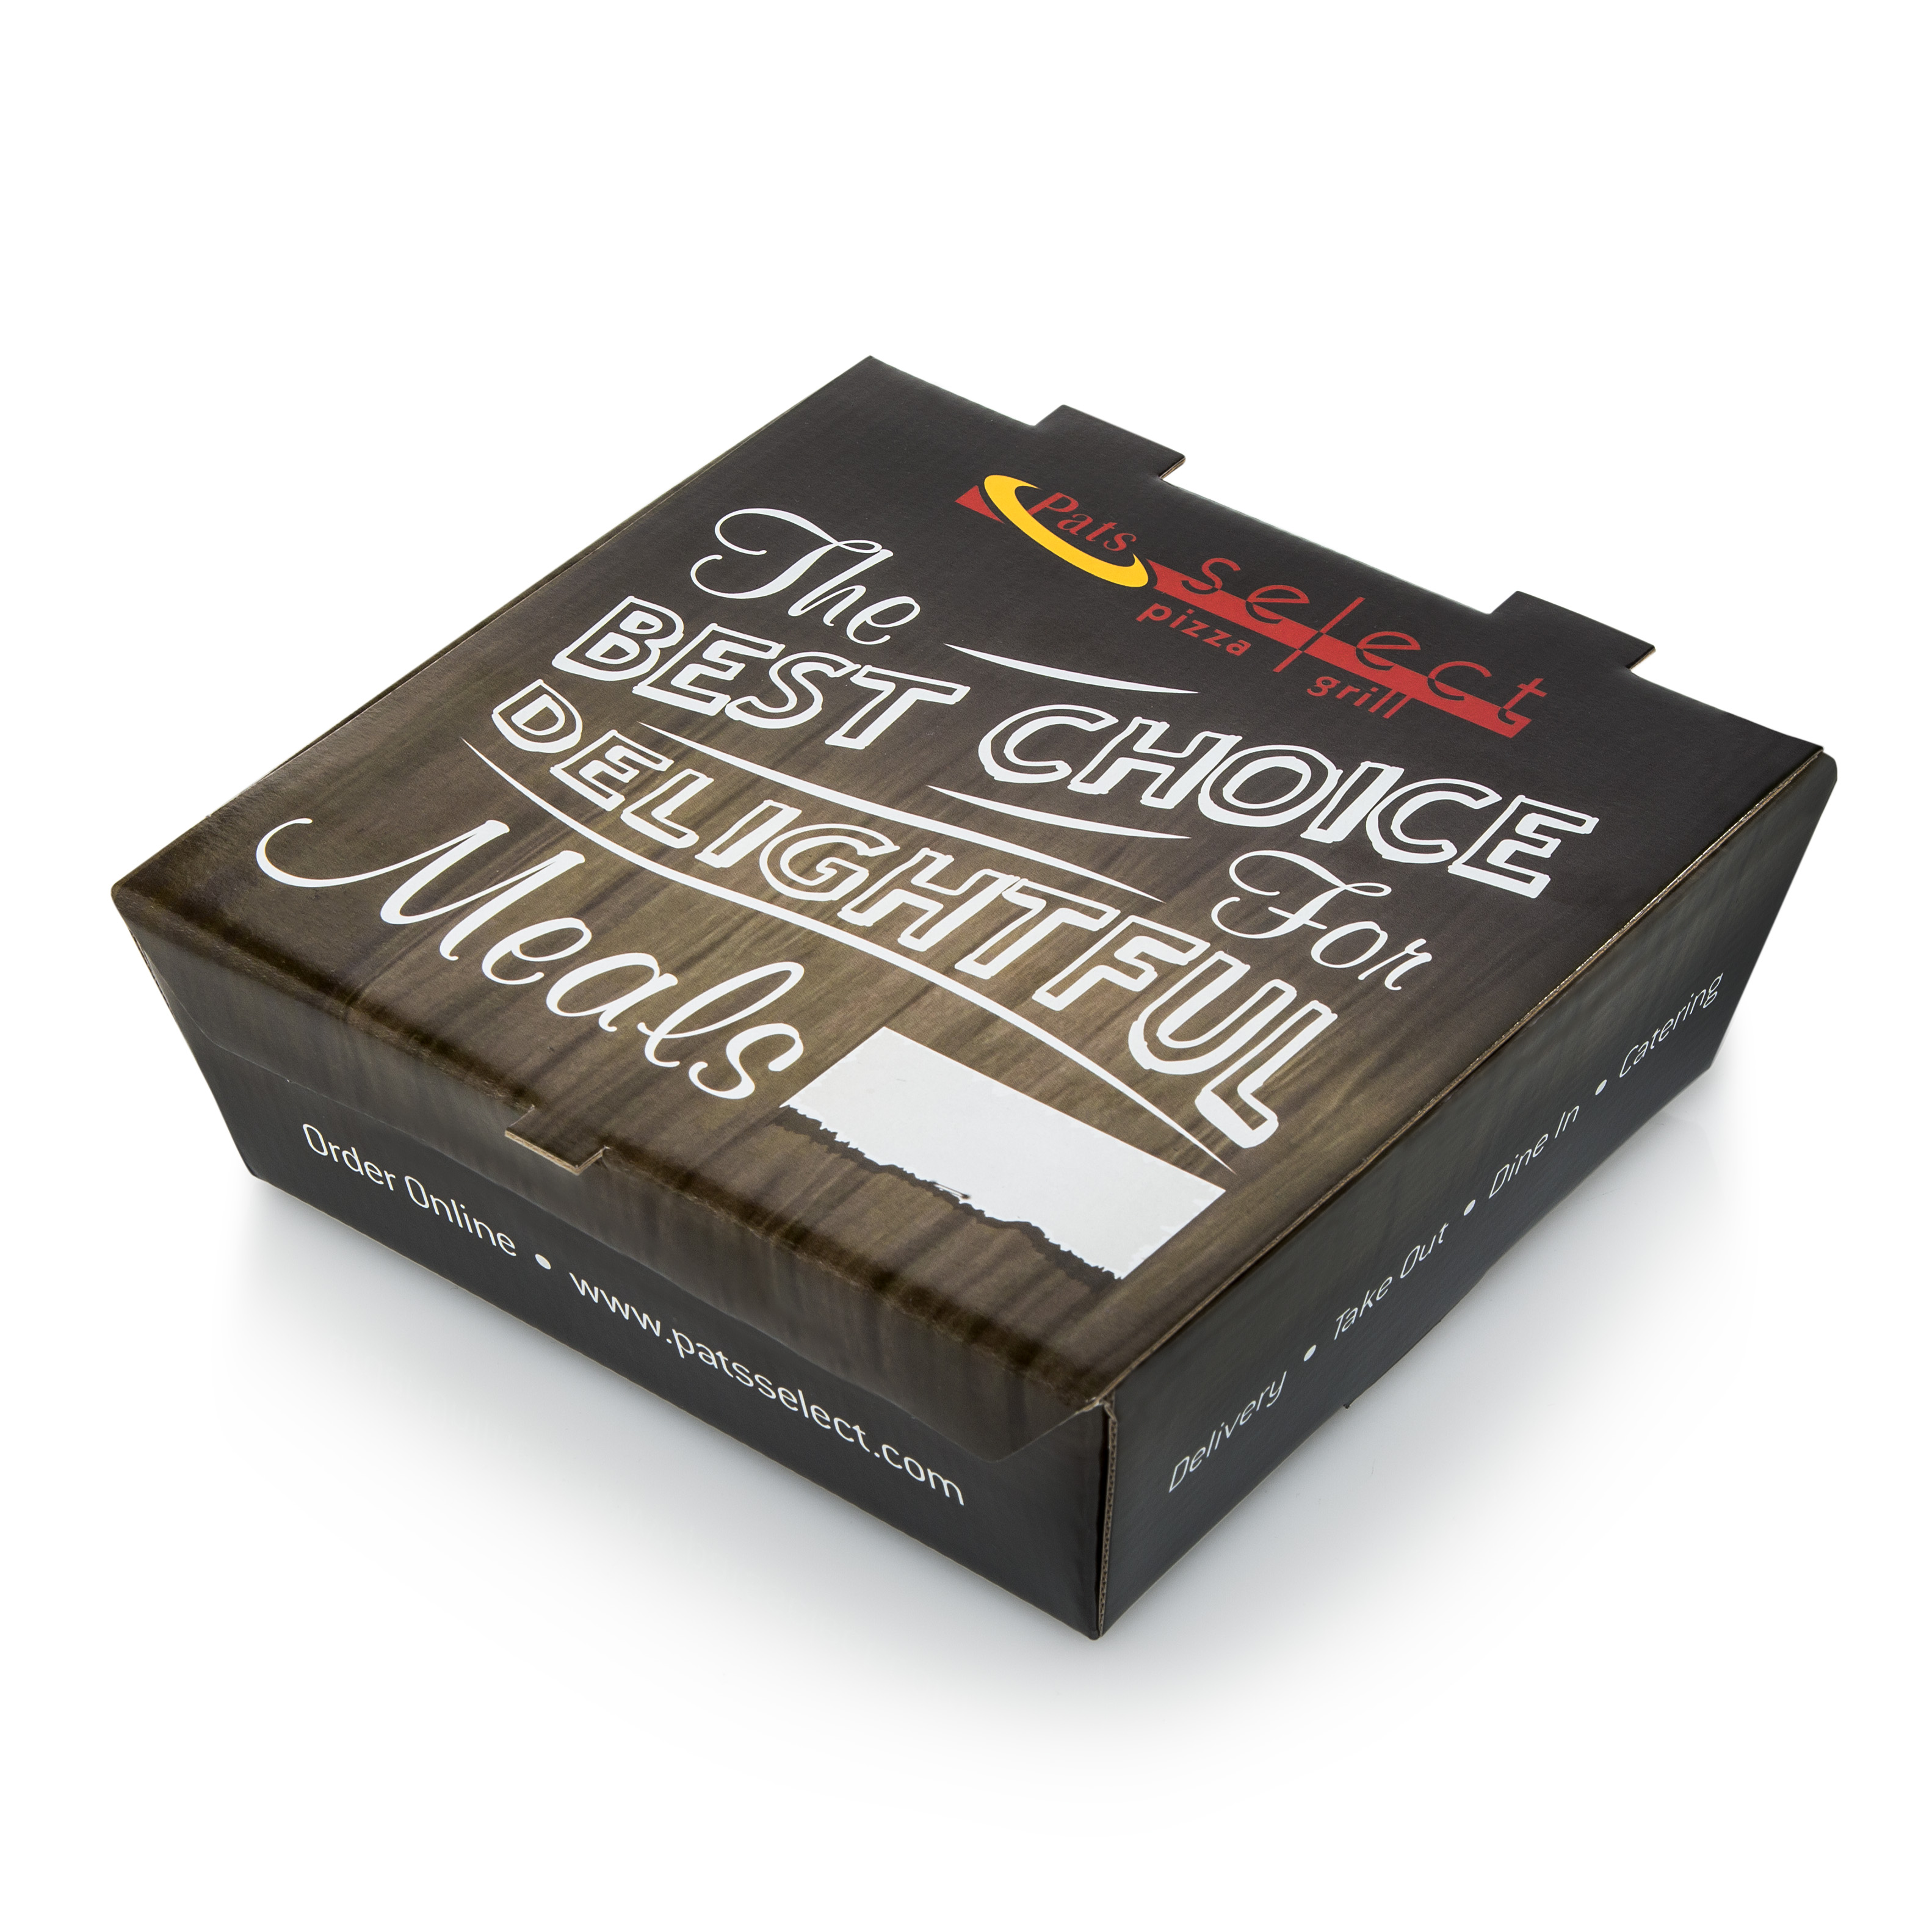 Pats select
pizza grill
The
BEST CHOICE
For
DELIGHTFUL
Meals
Order Online • www.patsselect.com
Delivery • Take Out • Dine In • Catering